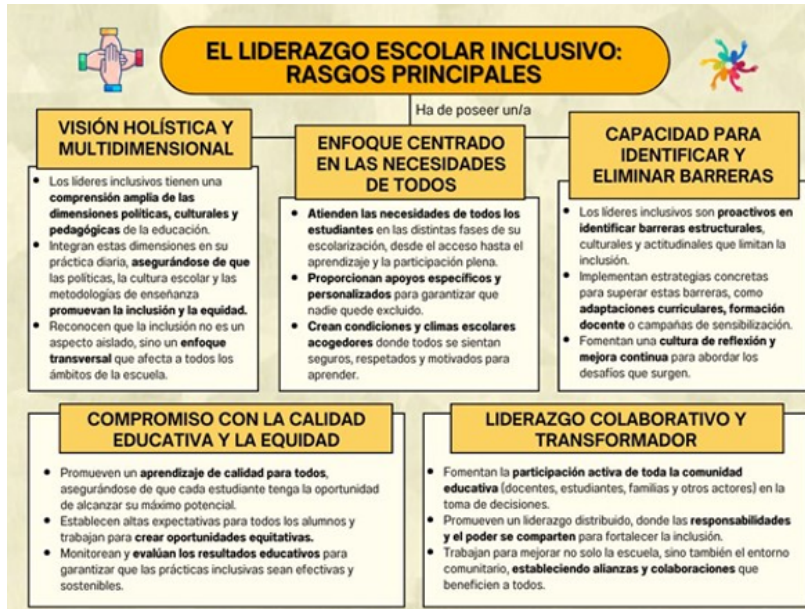 EL LIDERAZGO ESCOLAR INCLUSIVO:
RASGOS PRINCIPALES
Ha de poseer un/a
VISIÓN HOLÍSTICA Y
MULTIDIMENSIONAL
• Los líderes inclusivos tienen una
comprensión amplia de las
dimensiones políticas, culturales y
pedagógicas de la educación.
• Integran estas dimensiones en su
práctica diaria, asegurándose de que
las políticas, la cultura escolar y las
metodologías de enseñanza
promuevan la inclusión y la equidad.
• Reconocen que la inclusión no es un
aspecto aislado, sino un enfoque
transversal que afecta a todos los
ámbitos de la escuela.
ENFOQUE CENTRADO
EN LAS NECESIDADES
DE TODOS
• Atienden las necesidades de todos los
estudiantes en las distintas fases de su
escolarización, desde el acceso hasta el
aprendizaje y la participación plena.
• Proporcionan apoyos específicos y
personalizados para garantizar que
nadie quede excluido.
• Crean condiciones y climas escolares
acogedores donde todos se sientan
seguros, respetados y motivados para
aprender.
CAPACIDAD PARA
IDENTIFICAR Y
ELIMINAR BARRERAS
• Los líderes inclusivos son proactivos en
identificar barreras estructurales,
culturales y actitudinales que limitan la
inclusión.
• Implementan estrategias concretas
para superar estas barreras, como
adaptaciones curriculares, formación
docente o campañas de sensibilización.
• Fomentan una cultura de reflexión y
mejora continua para abordar los
desafíos que surgen.
COMPROMISO CON LA CALIDAD
EDUCATIVA Y LA EQUIDAD
• Promueven un aprendizaje de calidad para todos,
asegurándose de que cada estudiante tenga la oportunidad
de alcanzar su máximo potencial.
• Establecen altas expectativas para todos los alumnos y
trabajan para crear oportunidades equitativas.
• Monitorean y evalúan los resultados educativos para
garantizar que las prácticas inclusivas sean efectivas y
sostenibles.
LIDERAZGO COLABORATIVO Y
TRANSFORMADOR
• Fomentan la participación activa de toda la comunidad
educativa (docentes, estudiantes, familias y otros actores) en la
toma de decisiones.
• Promueven un liderazgo distribuido, donde las responsabilidades
y el poder se comparten para fortalecer la inclusión.
• Trabajan para mejorar no solo la escuela, sino también el entorno
comunitario, estableciendo alianzas y colaboraciones que
beneficien a todos.